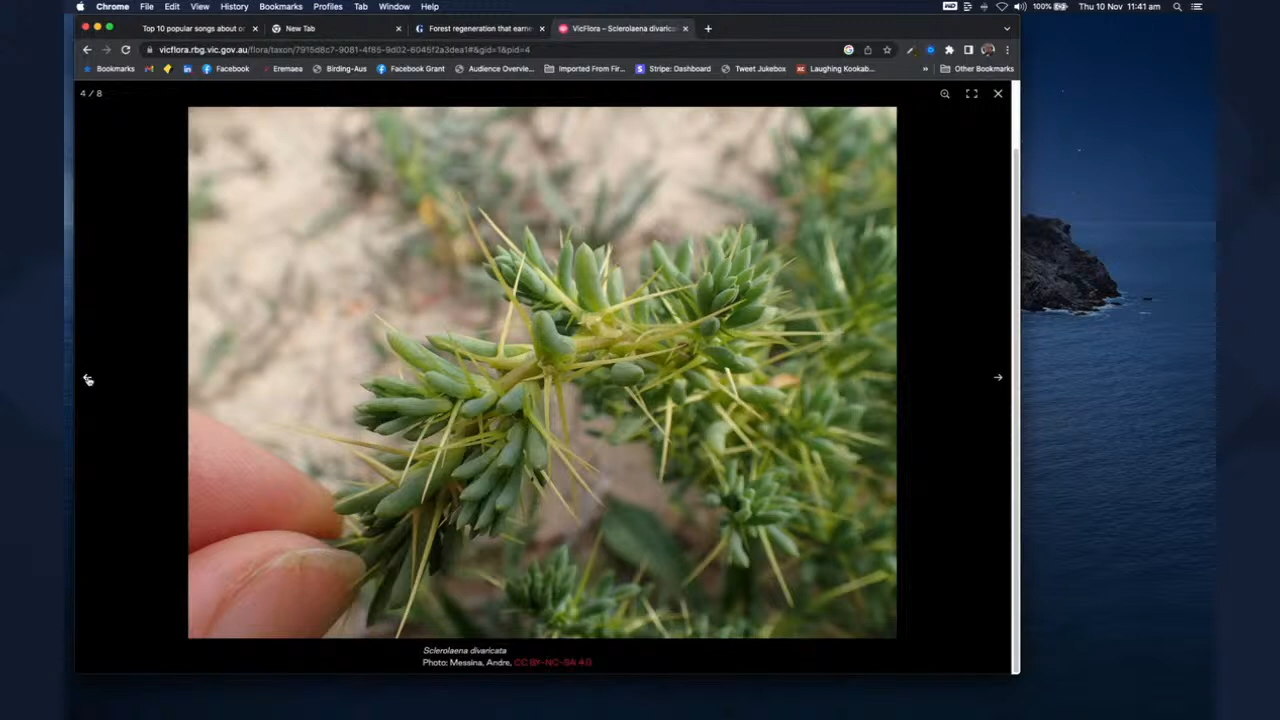 Chrome File Edit View History Bookmarks Profiles Tab Window Help 100% Thu 10 Nov 11:41 am
Top 10 popular songs about or New Tab Forest regeneration that earne VicFlora – Sclerolaena divaric
vicflora.rbg.vic.gov.au/flora/taxon/7915d8c7-9081-4f85-9d02-6045f2a3dea1#&gid=1&pid=4
Bookmarks Facebook Eremaea Birding-Aus Facebook Grant Audience Overvie... Imported From Fir... Stripe: Dashboard Tweet Jukebox Laughing Kookab... » Other Bookmarks
4 / 8
Sclerolaena divaricata
Photo: Messina, Andre, CC BY-NC-SA 4.0